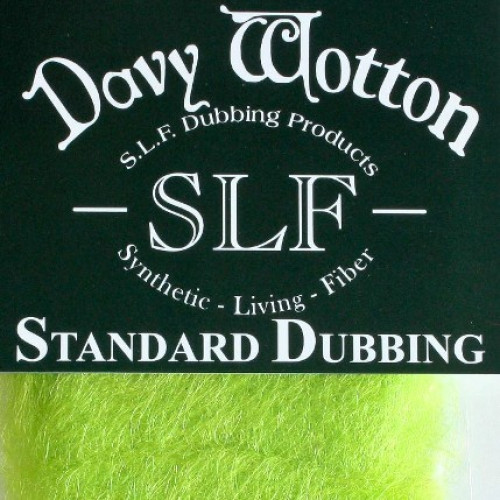 Davy Wotton
S.L.F. Dubbing Products
- SLF -
Synthetic - Living - Fiber
STANDARD DUBBING